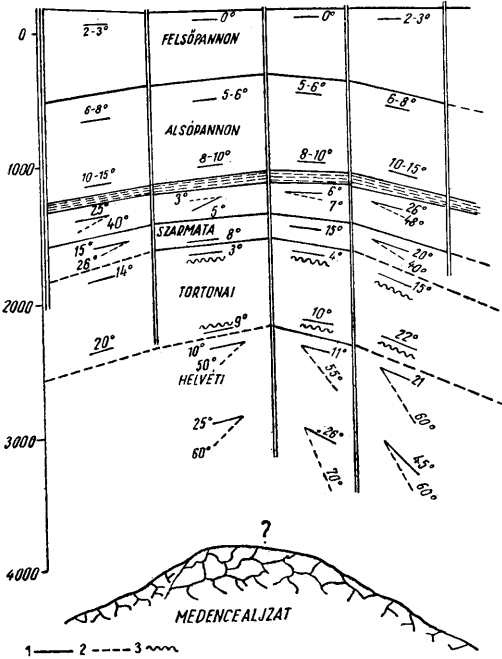 0
2-3° 0° 0° 2-3°
FELSŐPANNON
6-8° 5-6° 5-6° 6-8°
ALSÓPANNON
1000
10-15° 8-10° 8-10° 10-15°
25° 3° 6° 26°
40° 5° 7° 48°
SZARMATA
15° 8° 15° 20°
26° 14° 3° 4° 40°
15°
TORTONAI
2000
20° 9° 10° 22°
10° 11°
50° 55° 21
HELVÉTI
60°
3000
25° 26° 45°
60° 70° 60°
?
4000
MEDENCEALJZAT
1 2 3